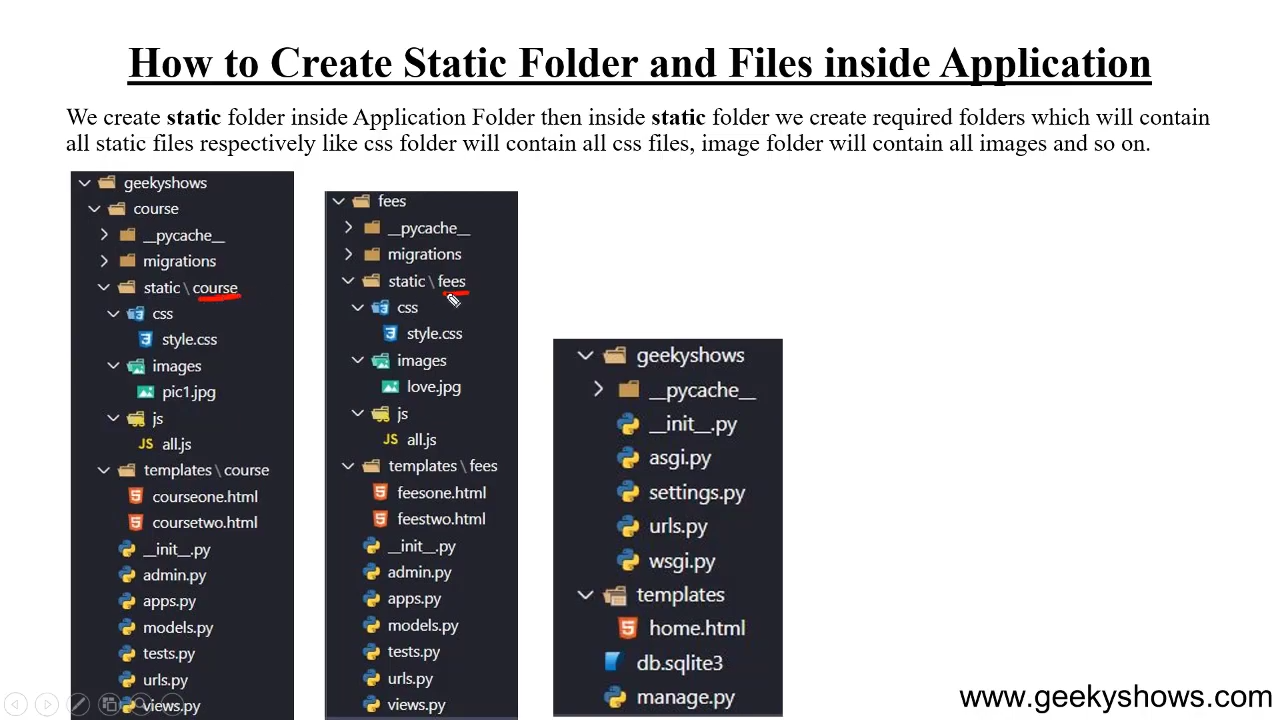 How to Create Static Folder and Files inside Application
We create static folder inside Application Folder then inside static folder we create required folders which will contain
all static files respectively like css folder will contain all css files, image folder will contain all images and so on.
geekyshows
course
__pycache__
migrations
static \ course
css
style.css
images
pic1.jpg
js
JS all.js
templates \ course
courseone.html
coursetwo.html
__init__.py
admin.py
apps.py
models.py
tests.py
urls.py
views.py
fees
__pycache__
migrations
static \ fees
css
style.css
images
love.jpg
js
JS all.js
templates \ fees
feesone.html
feestwo.html
__init__.py
admin.py
apps.py
models.py
tests.py
urls.py
views.py
geekyshows
__pycache__
__init__.py
asgi.py
settings.py
urls.py
wsgi.py
templates
home.html
db.sqlite3
manage.py
www.geekyshows.com